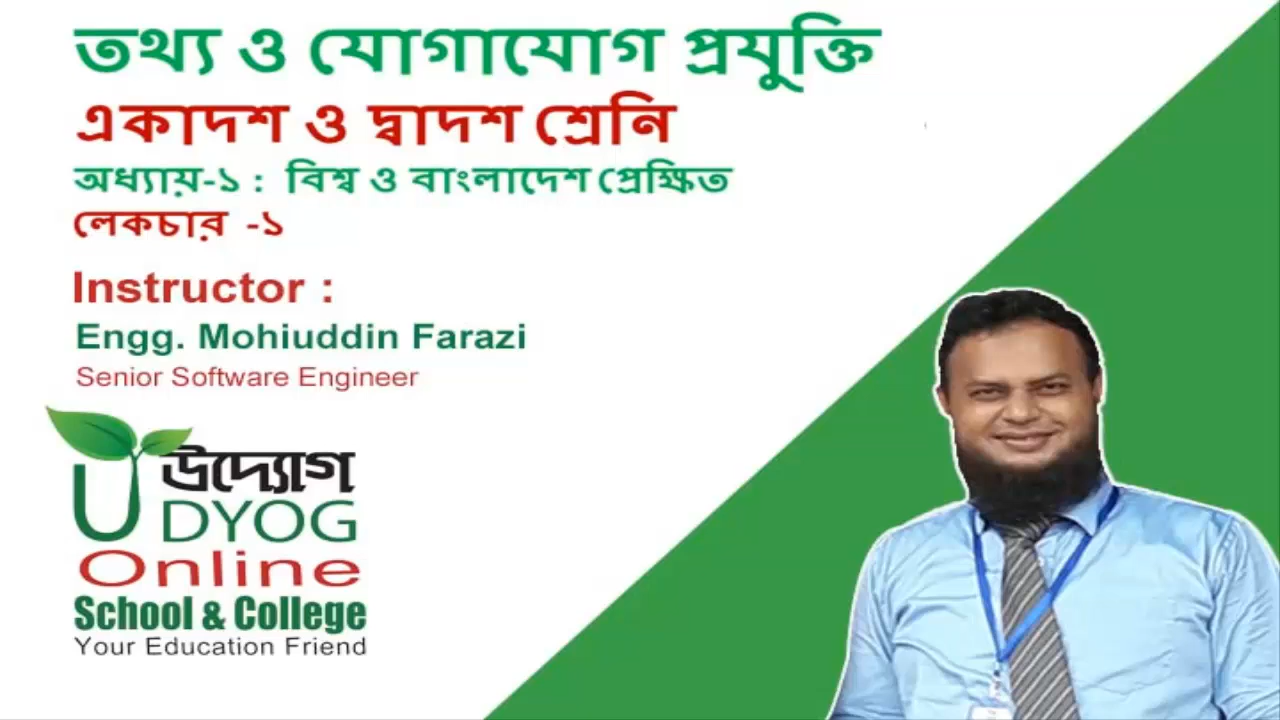 তথ্য ও যোগাযোগ প্রযুক্তি
একাদশ ও দ্বাদশ শ্রেনি
অধ্যায়-১ : বিশ্ব ও বাংলাদেশ প্রেক্ষিত
লেকচার -১
Instructor :
Engg. Mohiuddin Farazi
Senior Software Engineer
উদ্যোগ
UDYOG
Online
School & College
Your Education Friend